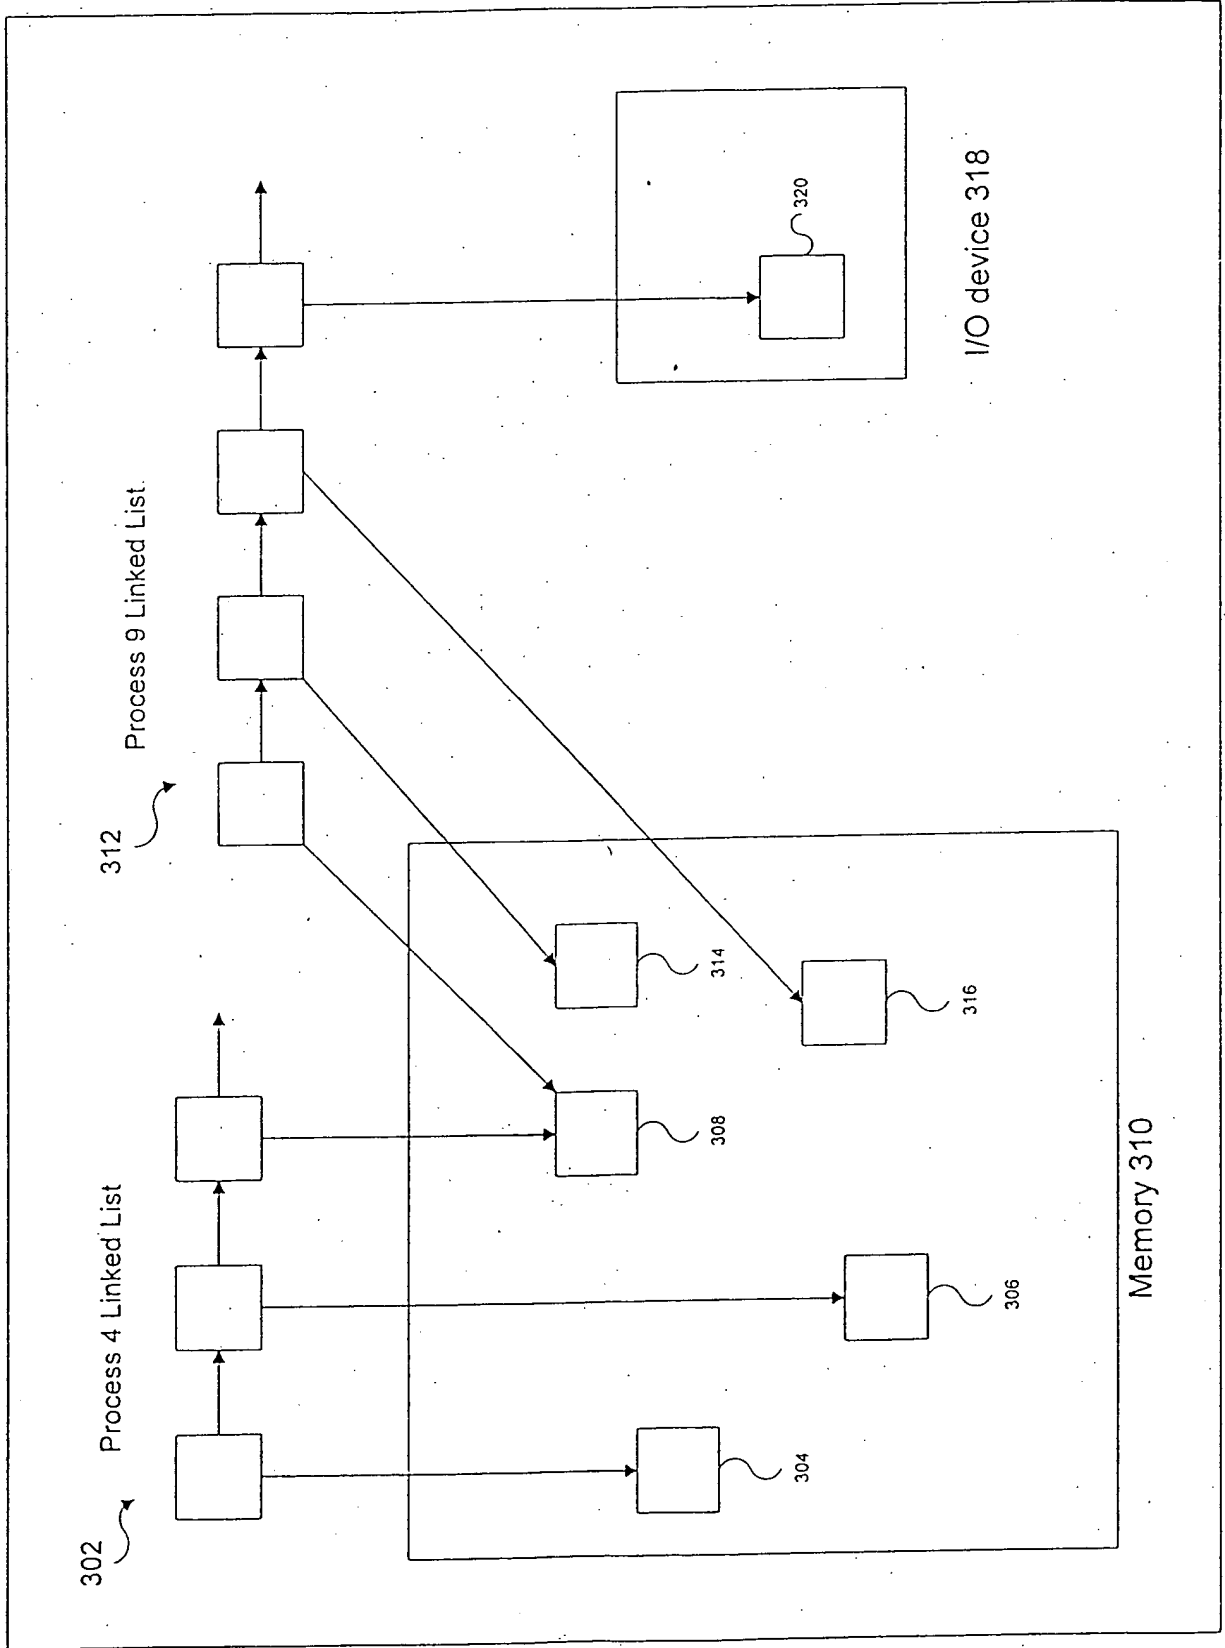 302
Process 4 Linked List
312
Process 9 Linked List
304
306
308
314
316
320
Memory 310
I/O device 318